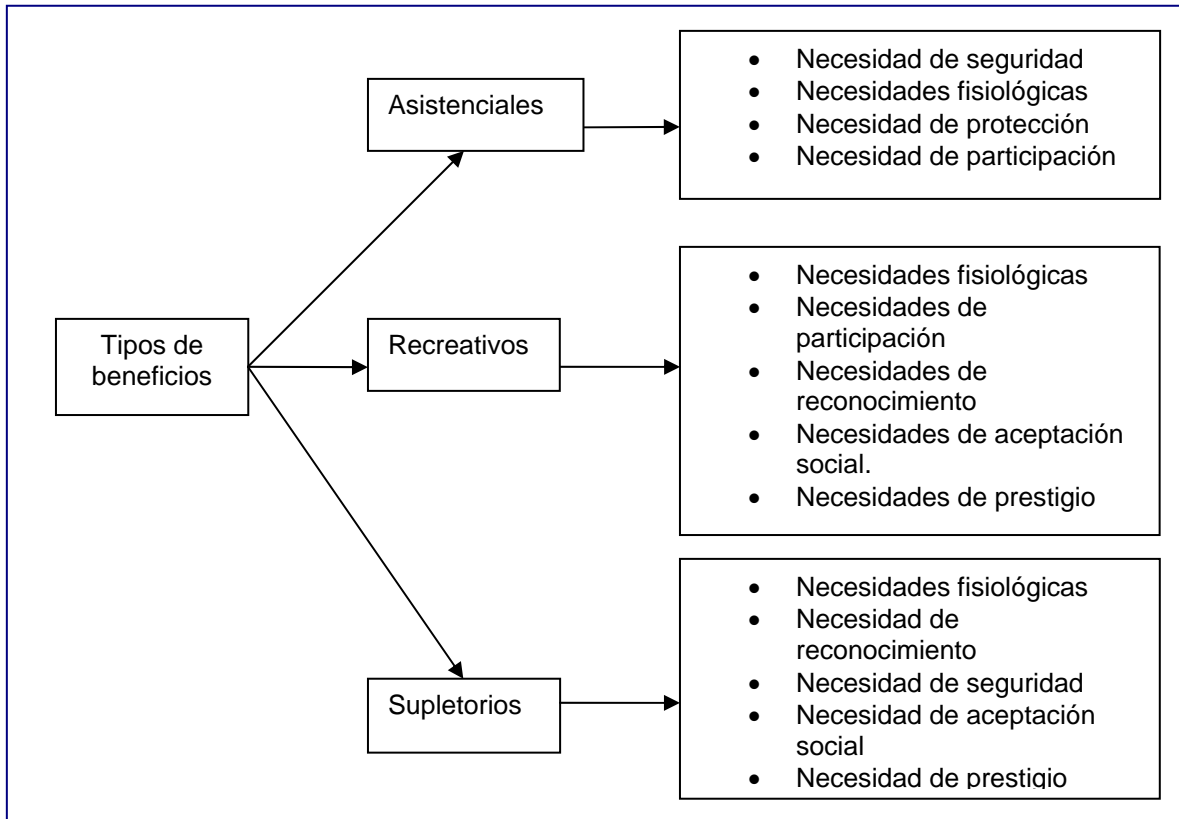 Tipos de
beneficios
Asistenciales
• Necesidad de seguridad
• Necesidades fisiológicas
• Necesidad de protección
• Necesidad de participación
Recreativos
• Necesidades fisiológicas
• Necesidades de
participación
• Necesidades de
reconocimiento
• Necesidades de aceptación
social.
• Necesidades de prestigio
Supletorios
• Necesidades fisiológicas
• Necesidad de
reconocimiento
• Necesidad de seguridad
• Necesidad de aceptación
social
• Necesidad de prestigio